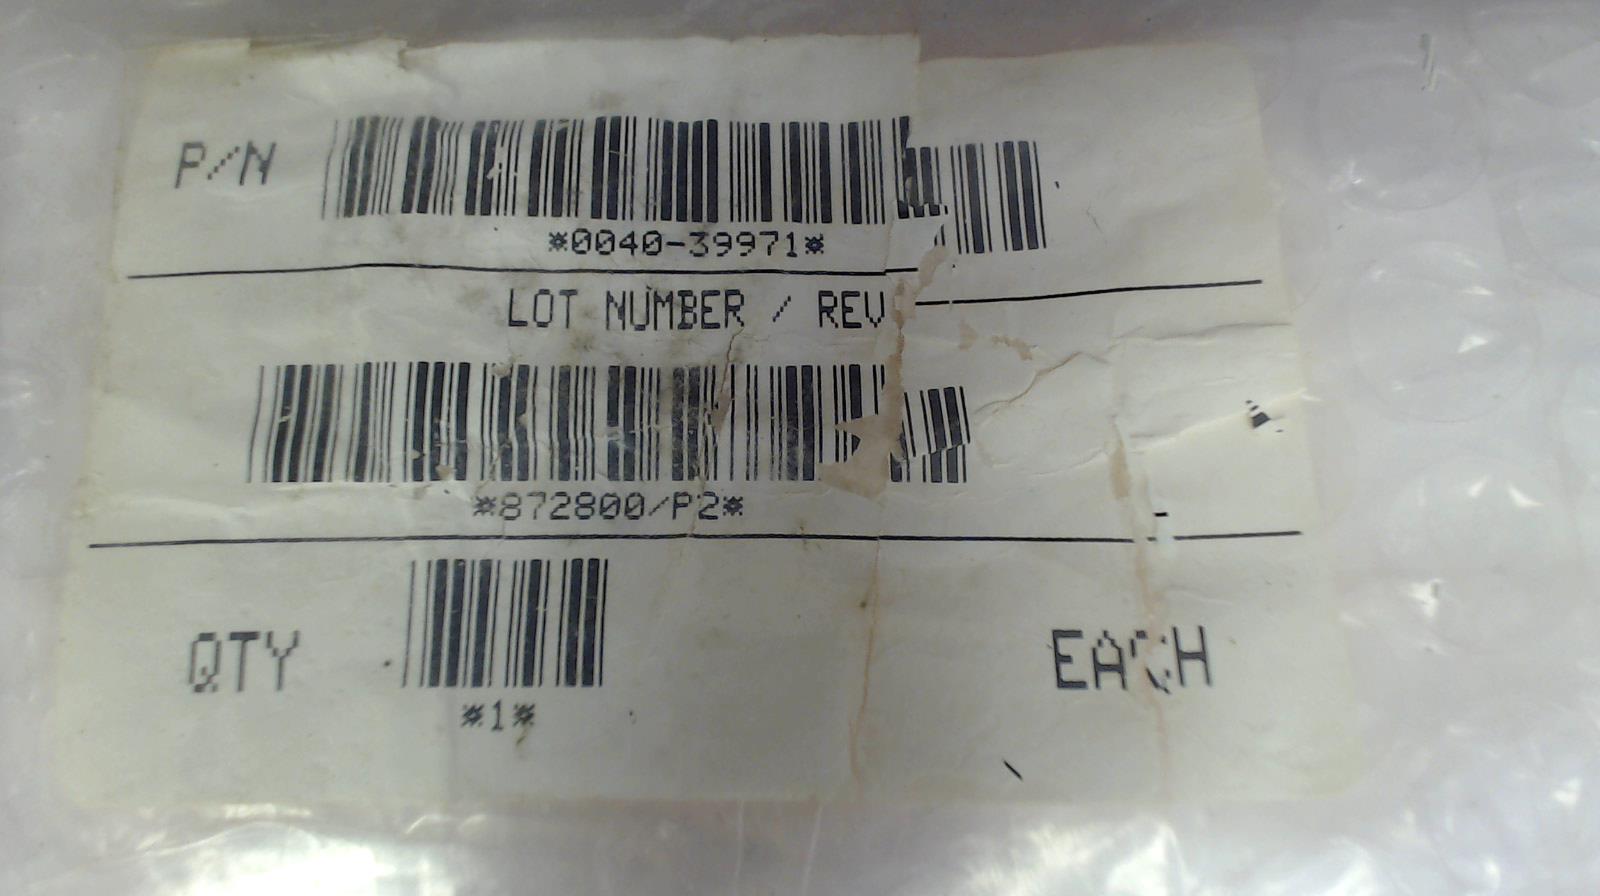 P/N
*0040-39971*
LOT NUMBER / REV
*872800/P2*
QTY
*1*
EACH